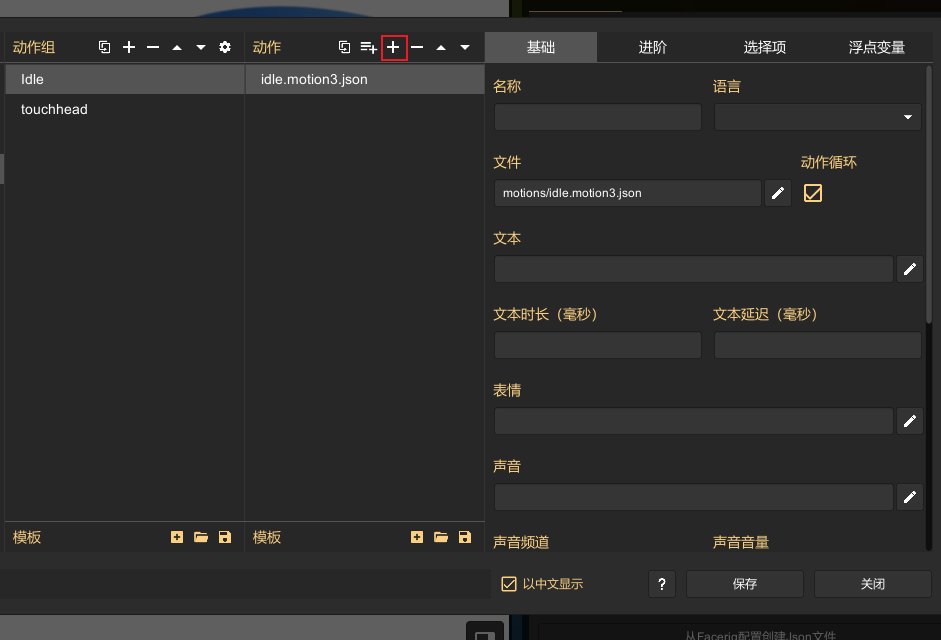 动作组
动作
基础
进阶
选择项
浮点变量
Idle
idle.motion3.json
touchhead
名称
语言
文件
动作循环
motions/idle.motion3.json
文本
文本时长（毫秒）
文本延迟（毫秒）
表情
声音
声音频道
声音音量
模板
模板
以中文显示
?
保存
关闭
从Facerig配置创建Json文件